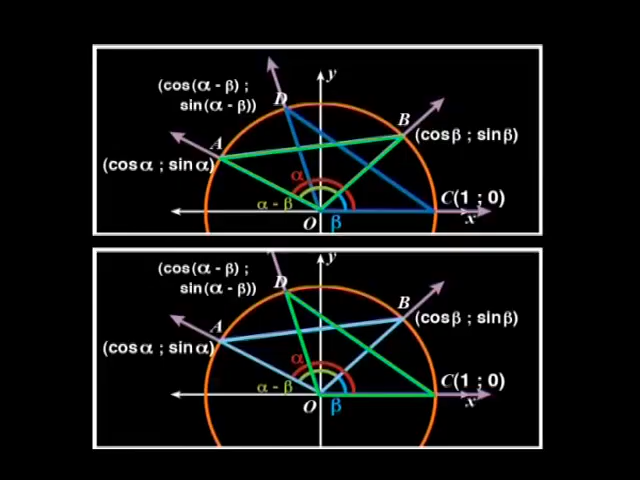 y
(cos(α - β) ;
sin(α - β))
D
B
(cosβ ; sinβ)
A
(cosα ; sinα)
α
α - β
C(1 ; 0)
O
β
x
y
(cos(α - β) ;
sin(α - β))
D
B
(cosβ ; sinβ)
A
(cosα ; sinα)
α
α - β
C(1 ; 0)
O
β
x